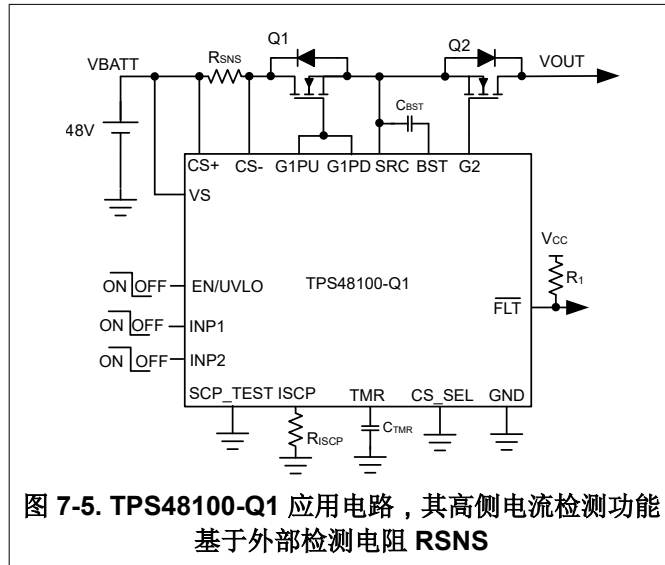 Q1
Q2
VBATT
RSNS
VOUT
CBST
48V
CS+ CS- G1PU G1PD SRC BST G2
VS
VCC
R1
ON OFF EN/UVLO
TPS48100-Q1
FLT
ON OFF INP1
ON OFF INP2
SCP_TEST ISCP TMR CS_SEL GND
RISCP
CTMR
图 7-5. TPS48100-Q1 应用电路，其高侧电流检测功能
基于外部检测电阻 RSNS